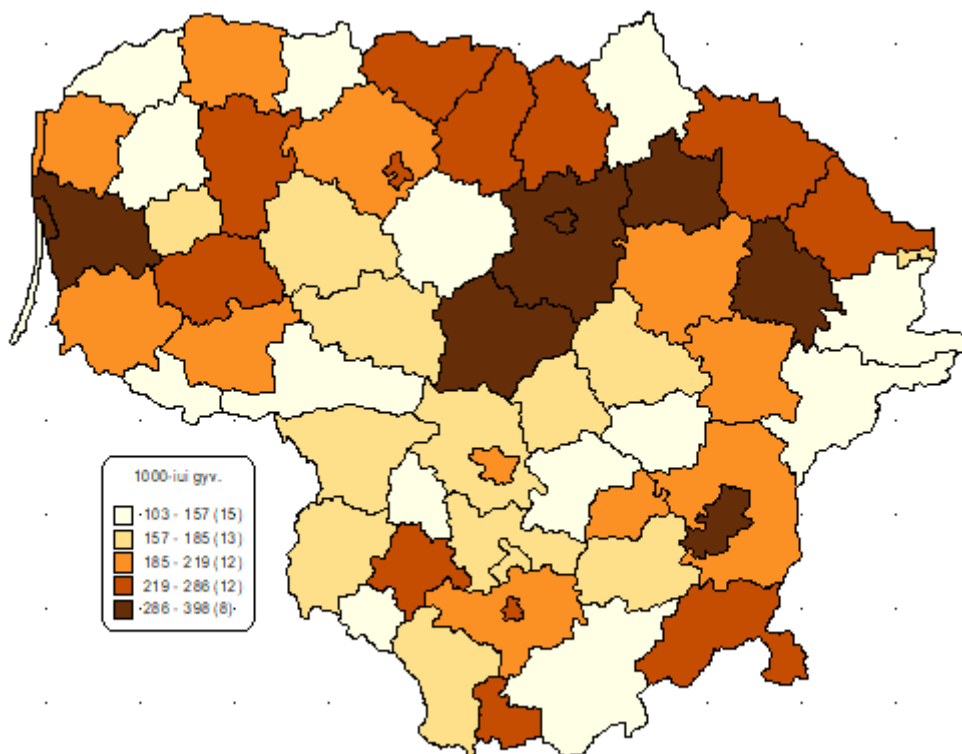 1000-iui gyv.
103 - 157 (15)
157 - 185 (13)
185 - 219 (12)
219 - 286 (12)
286 - 398 (8)